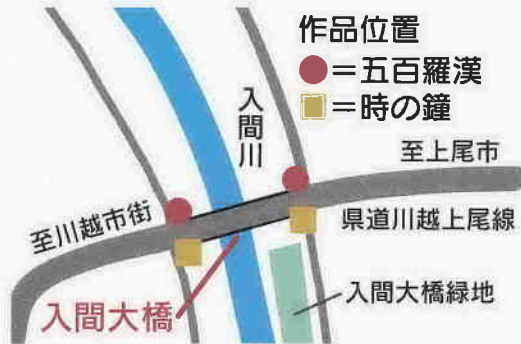 作品位置
●=五百羅漢
■=時の鐘
入間川
至上尾市
至川越市街
県道川越上尾線
入間大橋
入間大橋緑地